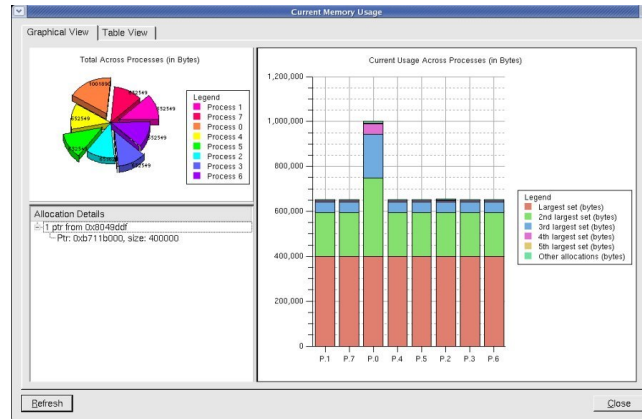 Current Memory Usage
Graphical View
Table View
Total Across Processes (in Bytes)
Legend
Process 1
Process 7
Process 0
Process 4
Process 5
Process 2
Process 3
Process 6
652549
652549
652549
652549
Allocation Details
1 ptr from 0x8049ddf
Ptr: 0xb711b000, size: 400000
Current Usage Across Processes (in Bytes)
1,200,000
1,000,000
800,000
600,000
400,000
200,000
0
P.1 P.7 P.0 P.4 P.5 P.2 P.3 P.6
Legend
Largest set (bytes)
2nd largest set (bytes)
3rd largest set (bytes)
4th largest set (bytes)
5th largest set (bytes)
Other allocations (bytes)
Refresh
Close